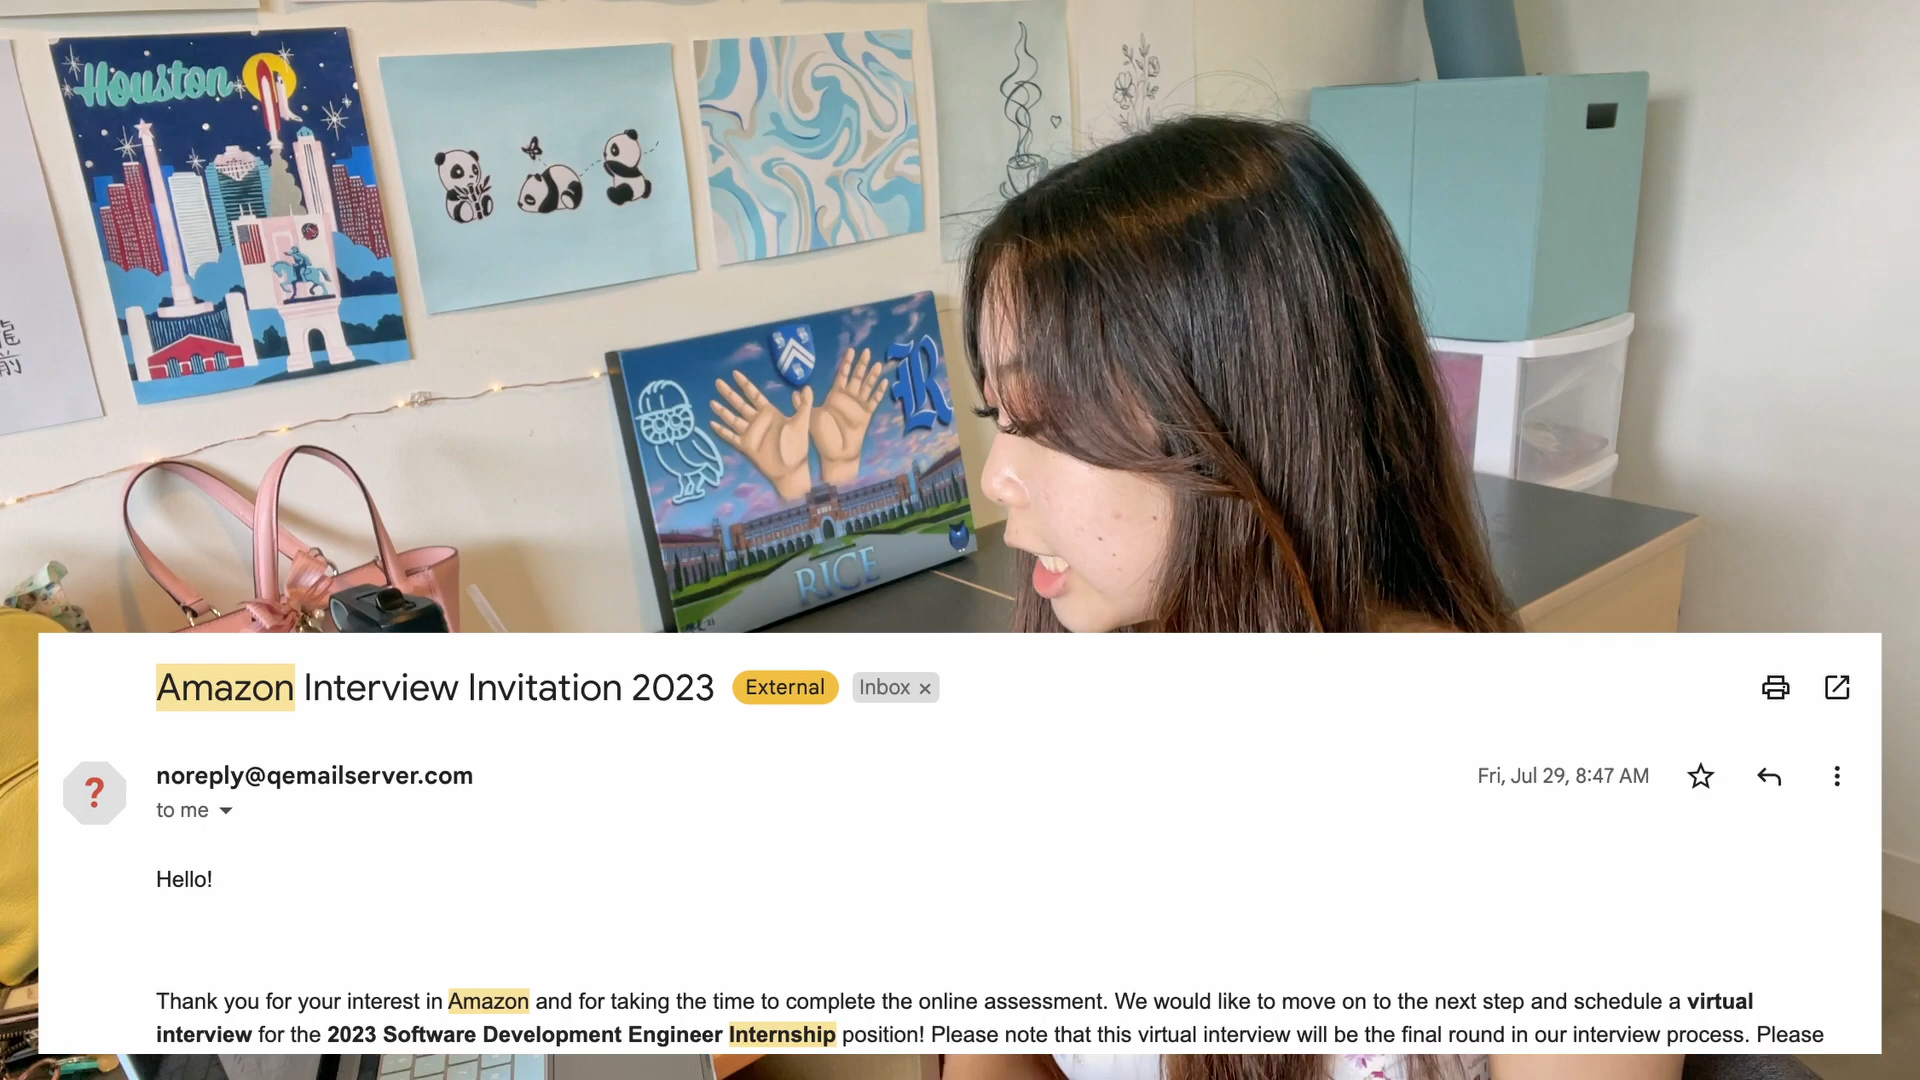 Houston
R
RICE
Amazon Interview Invitation 2023 External Inbox ×
?
noreply@qemailserver.com
Fri, Jul 29, 8:47 AM
to me
Hello!
Thank you for your interest in Amazon and for taking the time to complete the online assessment. We would like to move on to the next step and schedule a virtual
interview for the 2023 Software Development Engineer Internship position! Please note that this virtual interview will be the final round in our interview process. Please